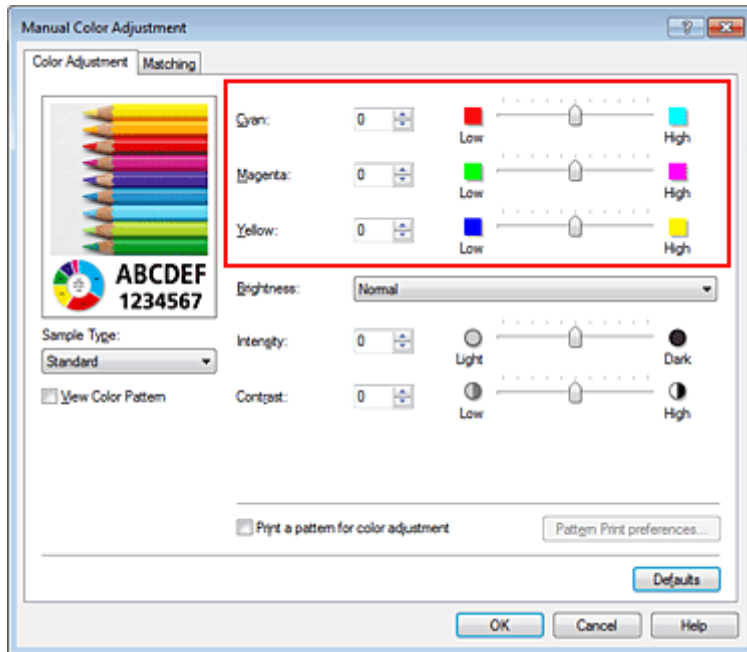 Manual Color Adjustment
Color Adjustment Matching
Cyan: 0 Low High
Magenta: 0 Low High
Yellow: 0 Low High
ABCDEF
1234567
Brightness: Normal
Sample Type:
Standard
Intensity: 0 Light Dark
View Color Pattern
Contrast: 0 Low High
Print a pattern for color adjustment Pattern Print preferences...
Defaults
OK Cancel Help